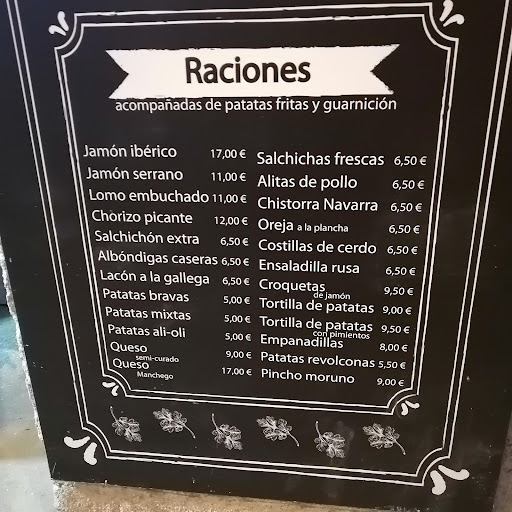 Raciones
acompañadas de patatas fritas y guarnición
Jamón ibérico 17,00 €
Jamón serrano 11,00 €
Lomo embuchado 11,00 €
Chorizo picante 12,00 €
Salchichón extra 6,50 €
Albóndigas caseras 6,50 €
Lacón a la gallega 6,50 €
Patatas bravas 5,00 €
Patatas mixtas 5,00 €
Patatas ali-oli 5,00 €
Queso 9,00 €
semi-curado
Queso 17,00 €
Manchego
Salchichas frescas 6,50 €
Alitas de pollo 6,50 €
Chistorra Navarra 6,50 €
Oreja a la plancha 6,50 €
Costillas de cerdo 6,50 €
Ensaladilla rusa 6,50 €
Croquetas 9,50 €
de jamón
Tortilla de patatas 9,00 €
Tortilla de patatas 9,50 €
con pimientos
Empanadillas 8,00 €
Patatas revolconas 5,50 €
Pincho moruno 9,00 €